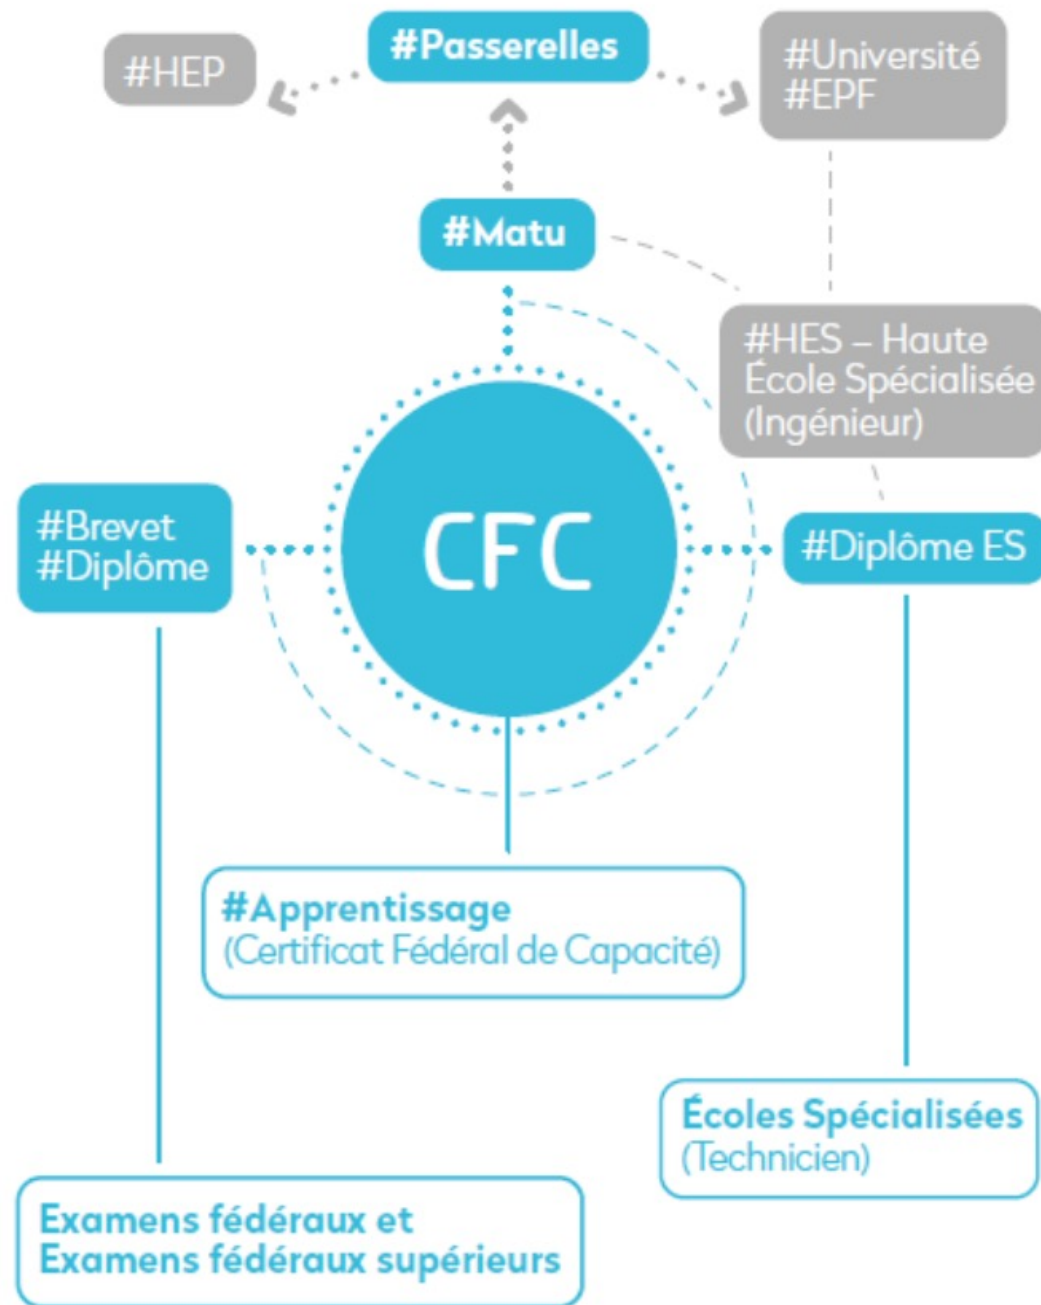 #Passerelles
#HEP
#Université
#EPF
#Matu
#HES – Haute
École Spécialisée
(Ingénieur)
#Brevet
#Diplôme
CFC
#Diplôme ES
#Apprentissage
(Certificat Fédéral de Capacité)
Écoles Spécialisées
(Technicien)
Examens fédéraux et
Examens fédéraux supérieurs